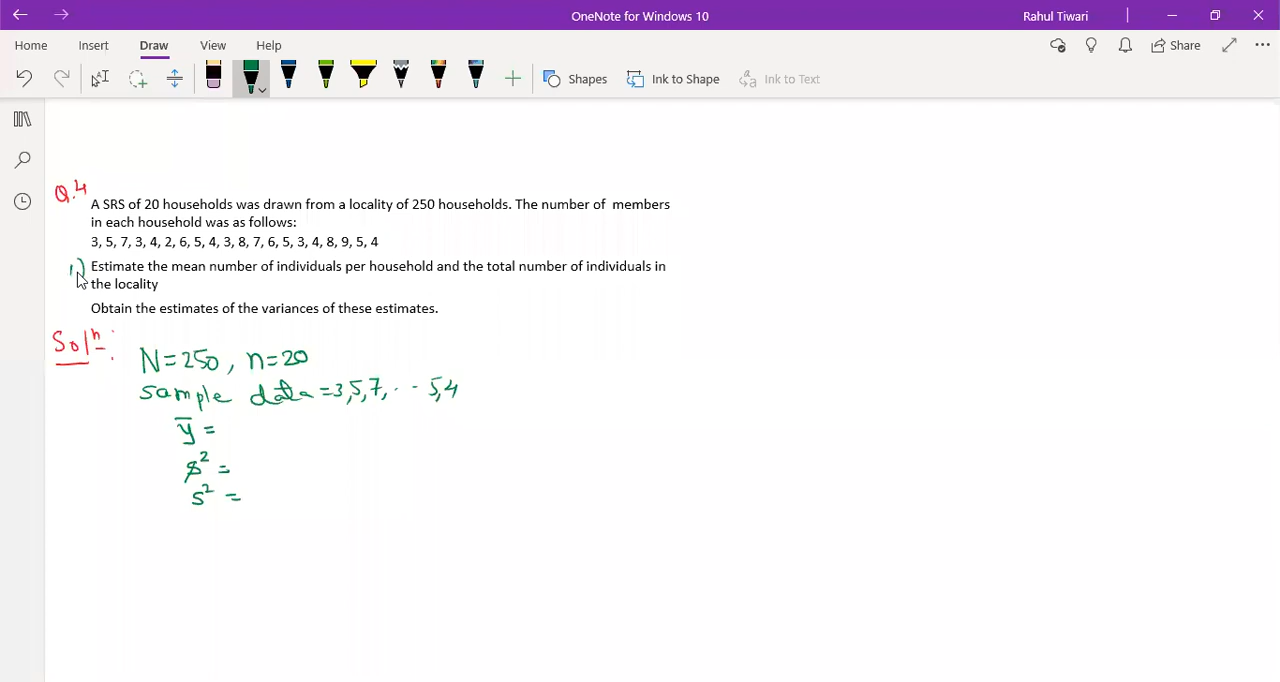 OneNote for Windows 10
Rahul Tiwari
Home Insert Draw View Help
Share
Shapes Ink to Shape Ink to Text
Q.4
A SRS of 20 households was drawn from a locality of 250 households. The number of members
in each household was as follows:
3, 5, 7, 3, 4, 2, 6, 5, 4, 3, 8, 7, 6, 5, 3, 4, 8, 9, 5, 4
1) Estimate the mean number of individuals per household and the total number of individuals in
the locality
Obtain the estimates of the variances of these estimates.
Solⁿ:
N=250, n=20
sample data =3,5,7,.. - 5,4
ȳ =
s² =
s² =